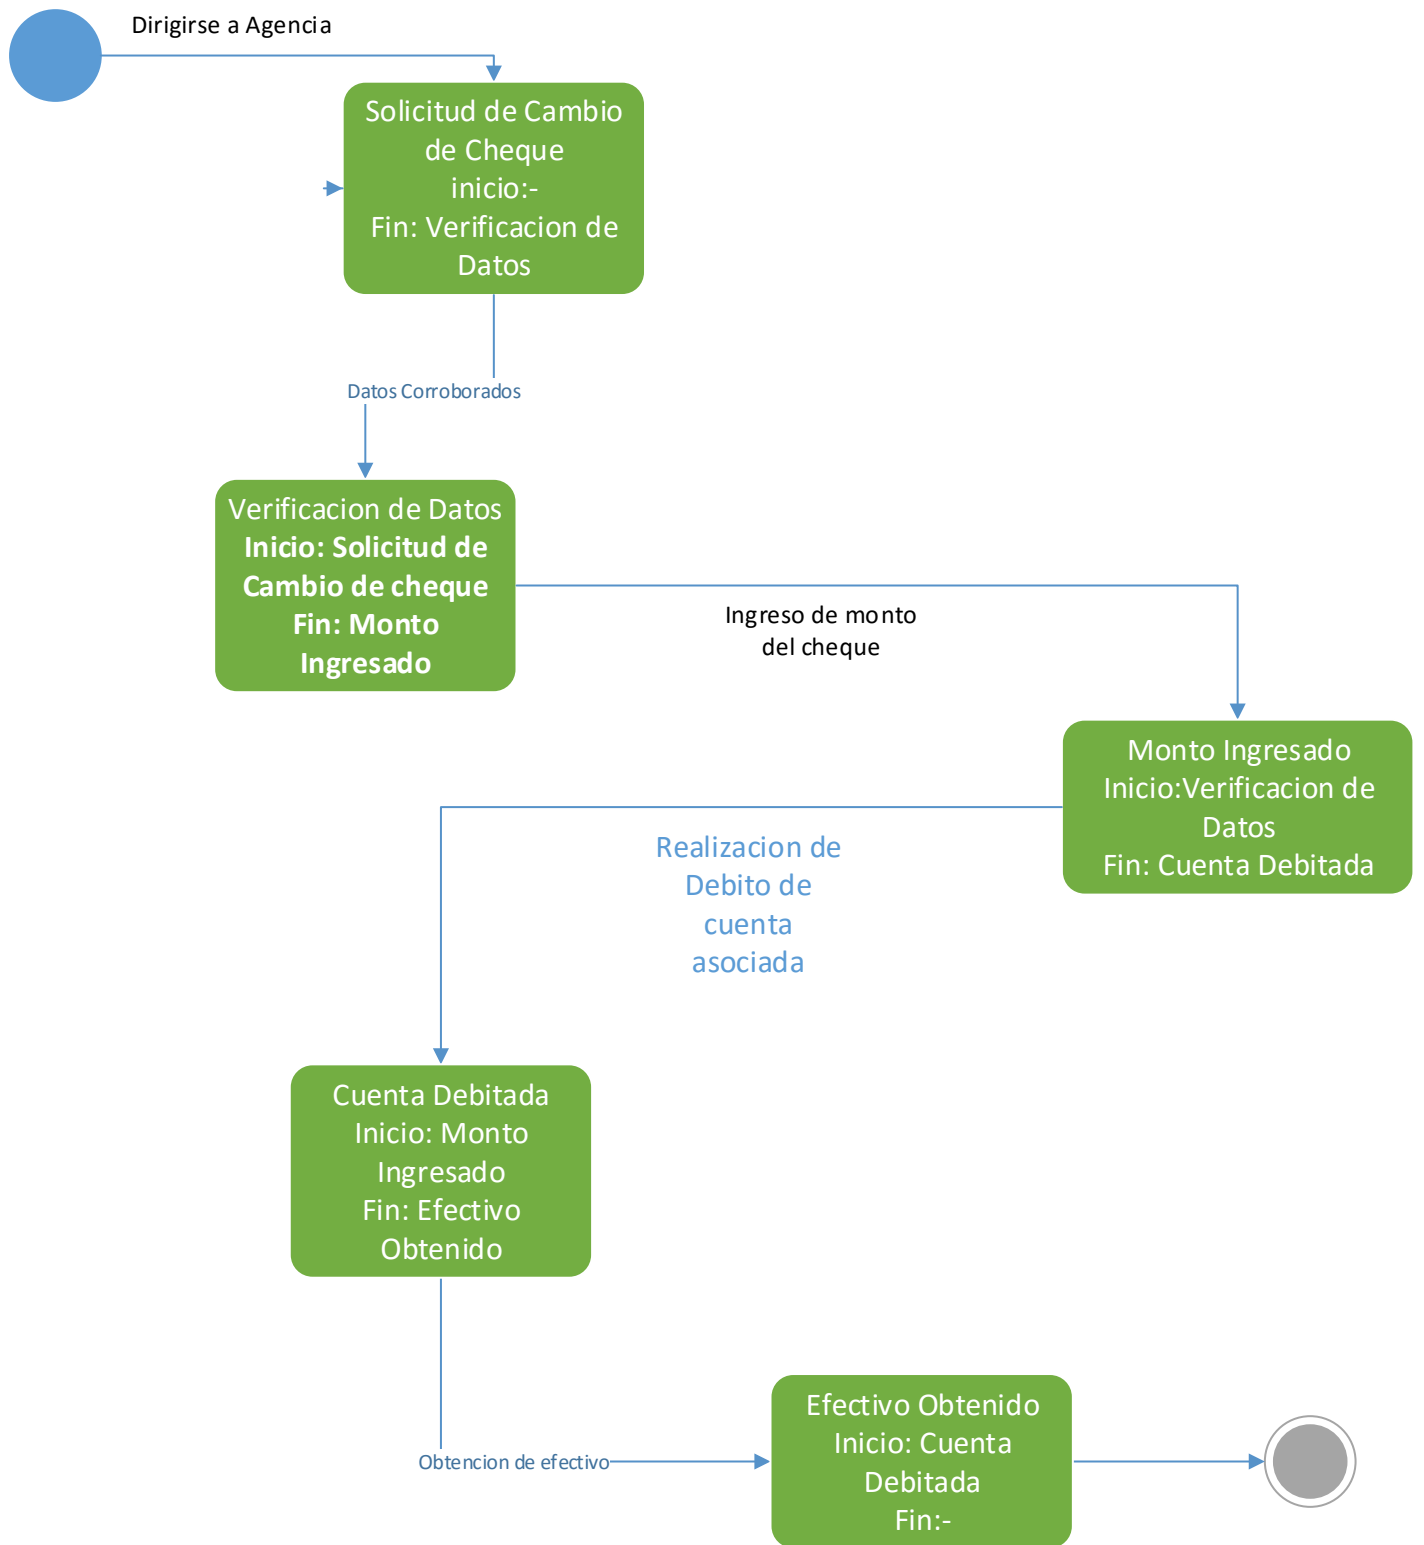 Dirigirse a Agencia
Solicitud de Cambio
de Cheque
inicio:-
Fin: Verificacion de
Datos
Datos Corroborados
Verificacion de Datos
Inicio: Solicitud de
Cambio de cheque
Fin: Monto
Ingresado
Ingreso de monto
del cheque
Monto Ingresado
Inicio:Verificacion de
Datos
Fin: Cuenta Debitada
Realizacion de
Debito de
cuenta
asociada
Cuenta Debitada
Inicio: Monto
Ingresado
Fin: Efectivo
Obtenido
Obtencion de efectivo
Efectivo Obtenido
Inicio: Cuenta
Debitada
Fin:-